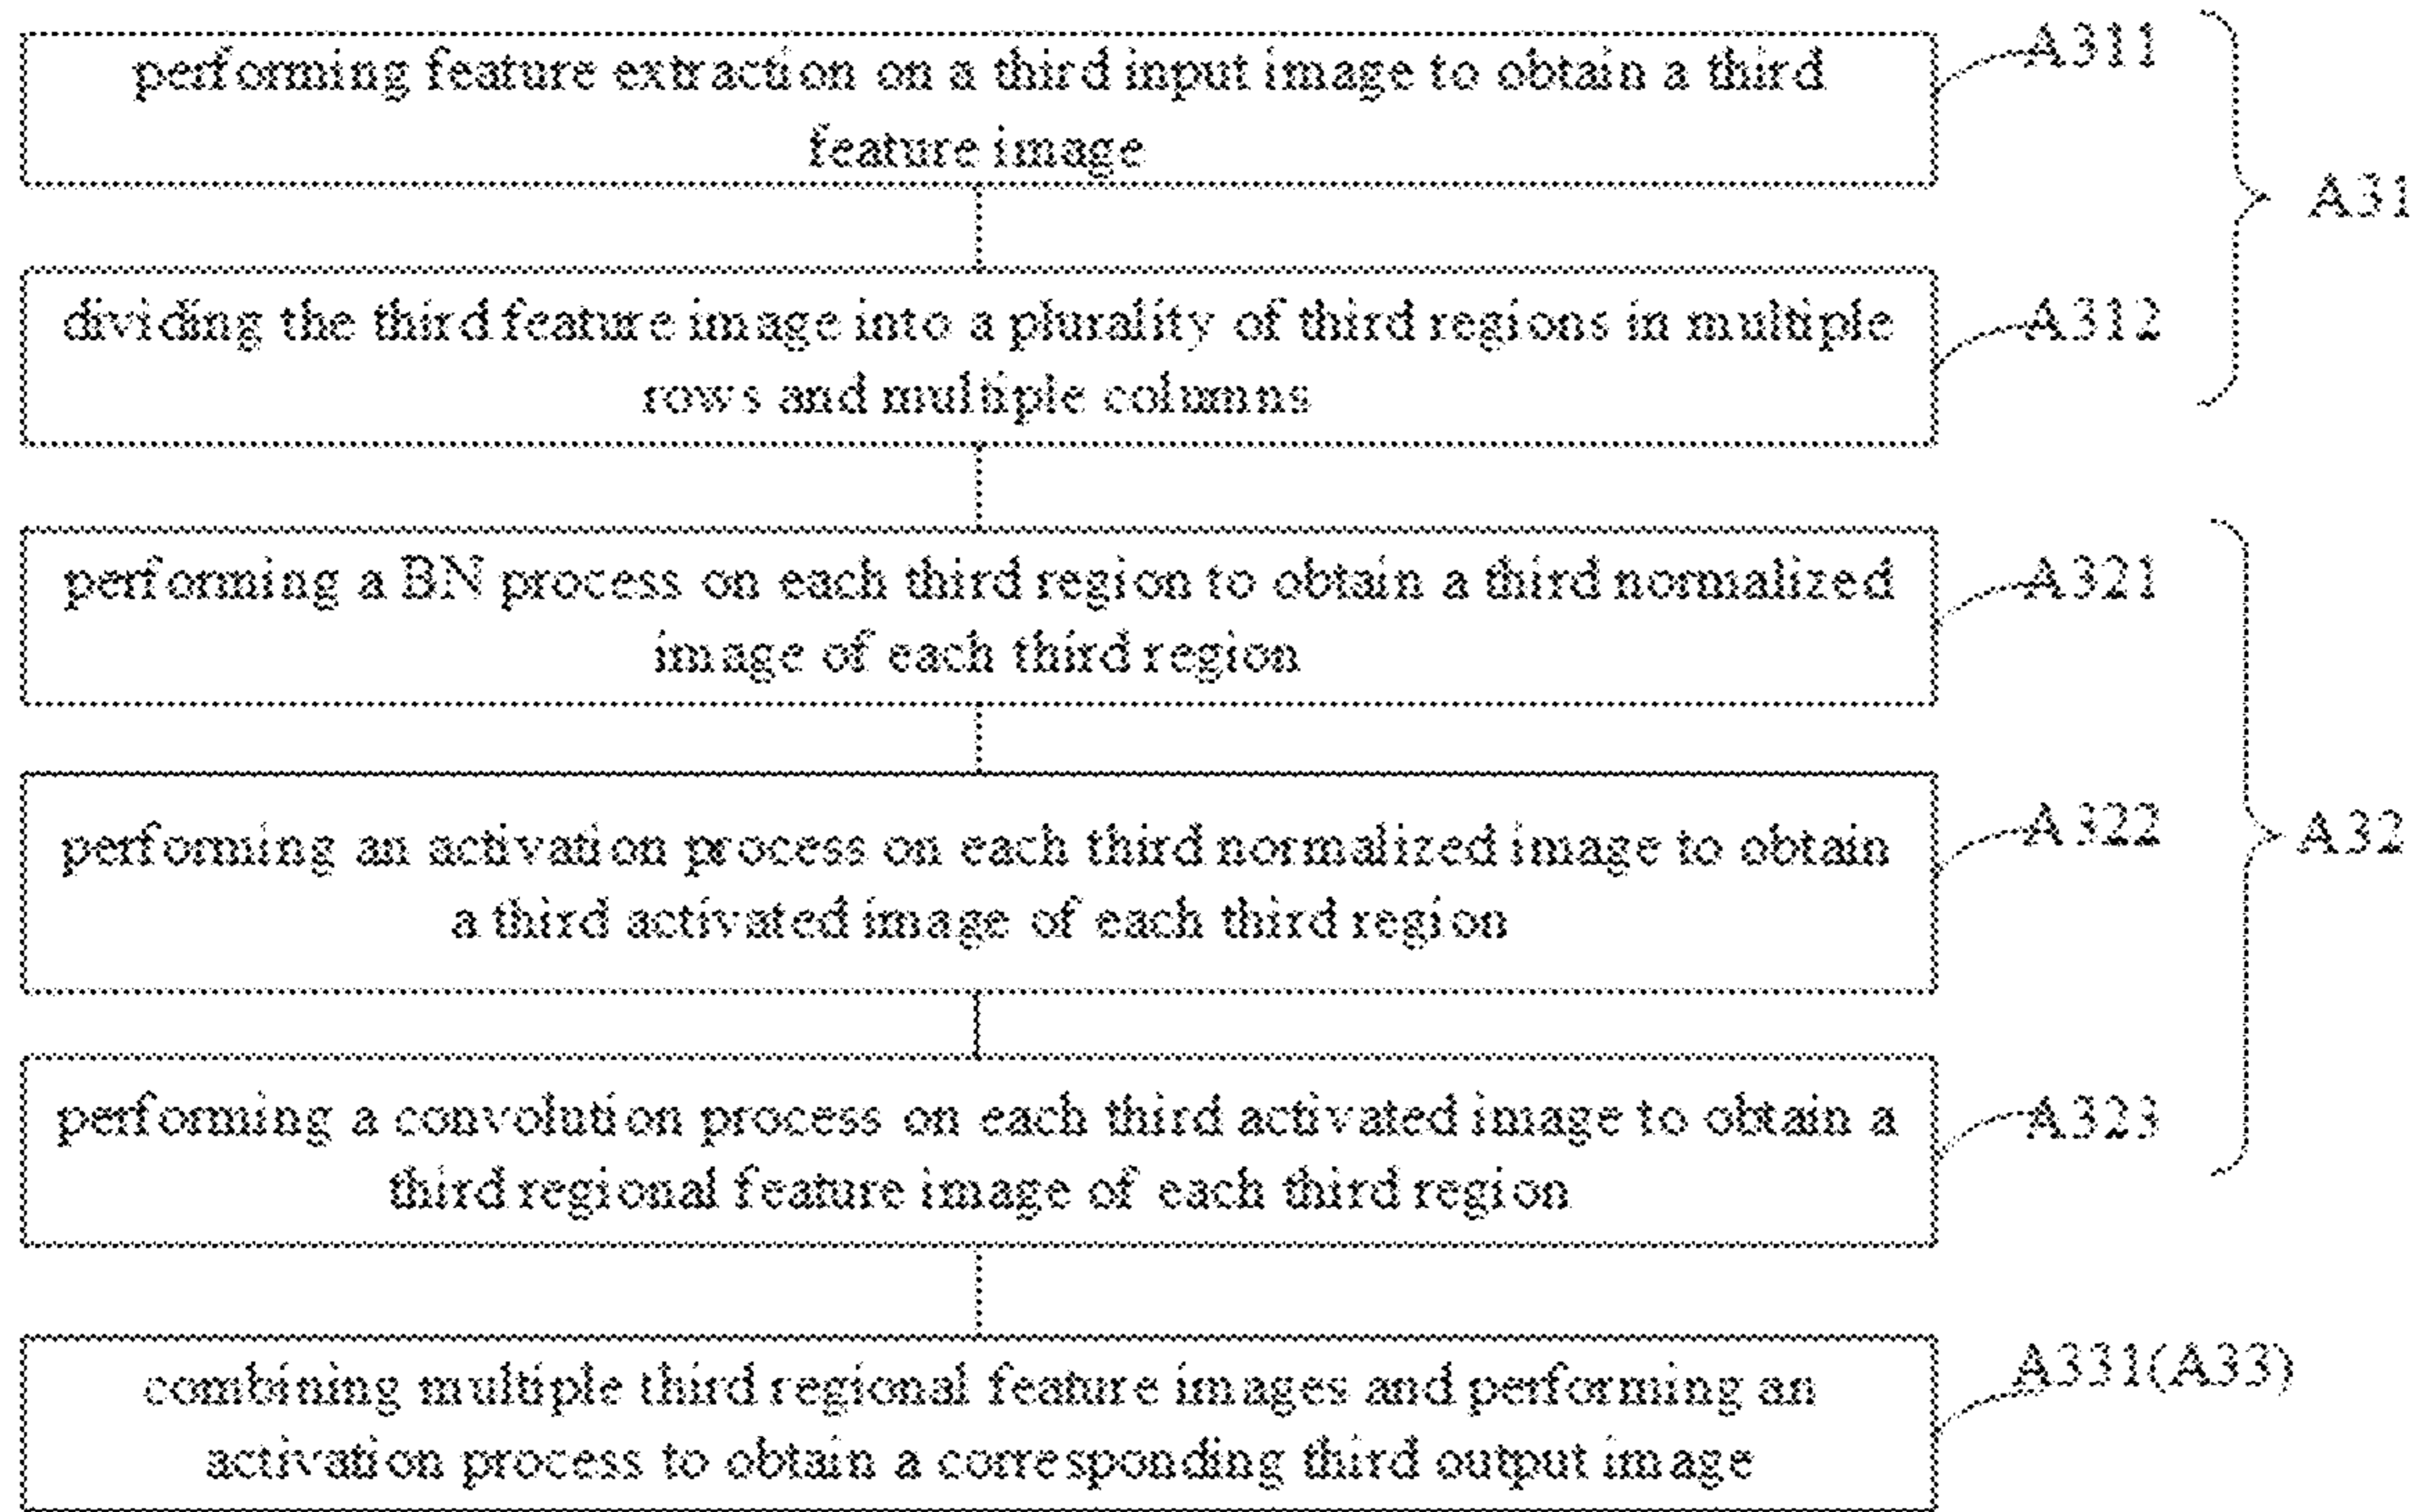 performing feature extraction on a third input image to obtain a third
feature image
A311
A31
dividing the third feature image into a plurality of third regions in multiple
rows and multiple columns
A312
performing a BN process on each third region to obtain a third normalized
image of each third region
A321
performing an activation process on each third normalized image to obtain
a third activated image of each third region
A322
A32
performing a convolution process on each third activated image to obtain a
third regional feature image of each third region
A323
combining multiple third regional feature images and performing an
activation process to obtain a corresponding third output image
A331(A33)